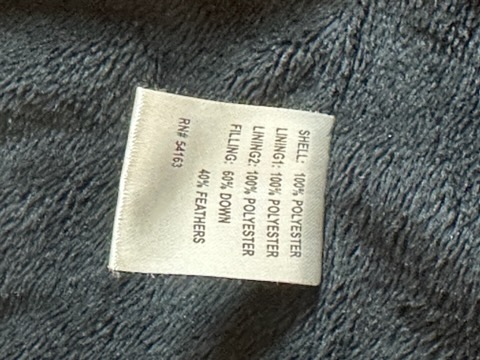 SHELL: 100% POLYESTER
LINING1: 100% POLYESTER
LINING2: 100% POLYESTER
FILLING: 60% DOWN
40% FEATHERS
RN# 54163